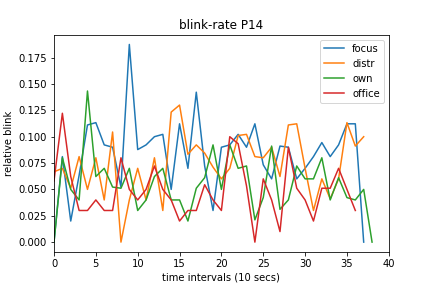 blink-rate P14
focus
distr
own
office
relative blink
0.175
0.150
0.125
0.100
0.075
0.050
0.025
0.000
0 5 10 15 20 25 30 35 40
time intervals (10 secs)